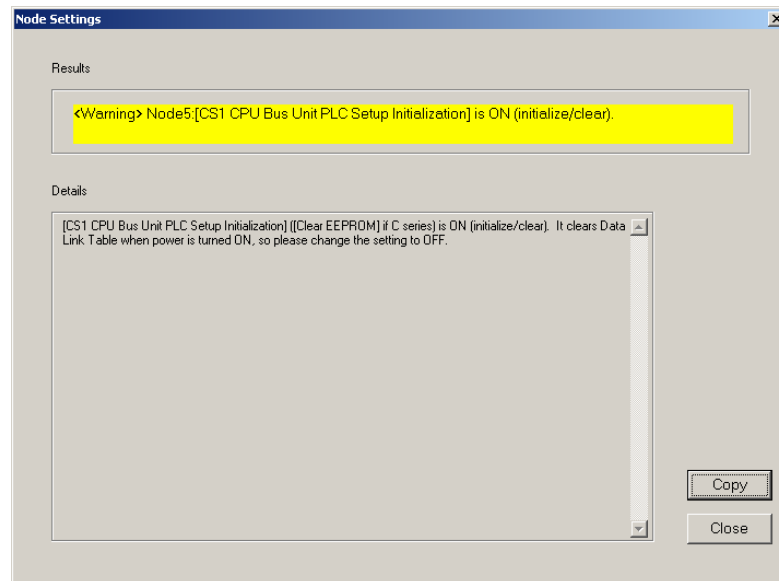 Node Settings
Results
<Warning> Node5:[CS1 CPU Bus Unit PLC Setup Initialization] is ON (initialize/clear).
Details
[CS1 CPU Bus Unit PLC Setup Initialization] ([Clear EEPROM] if C series) is ON (initialize/clear).  It clears Data
Link Table when power is turned ON, so please change the setting to OFF.
Copy
Close